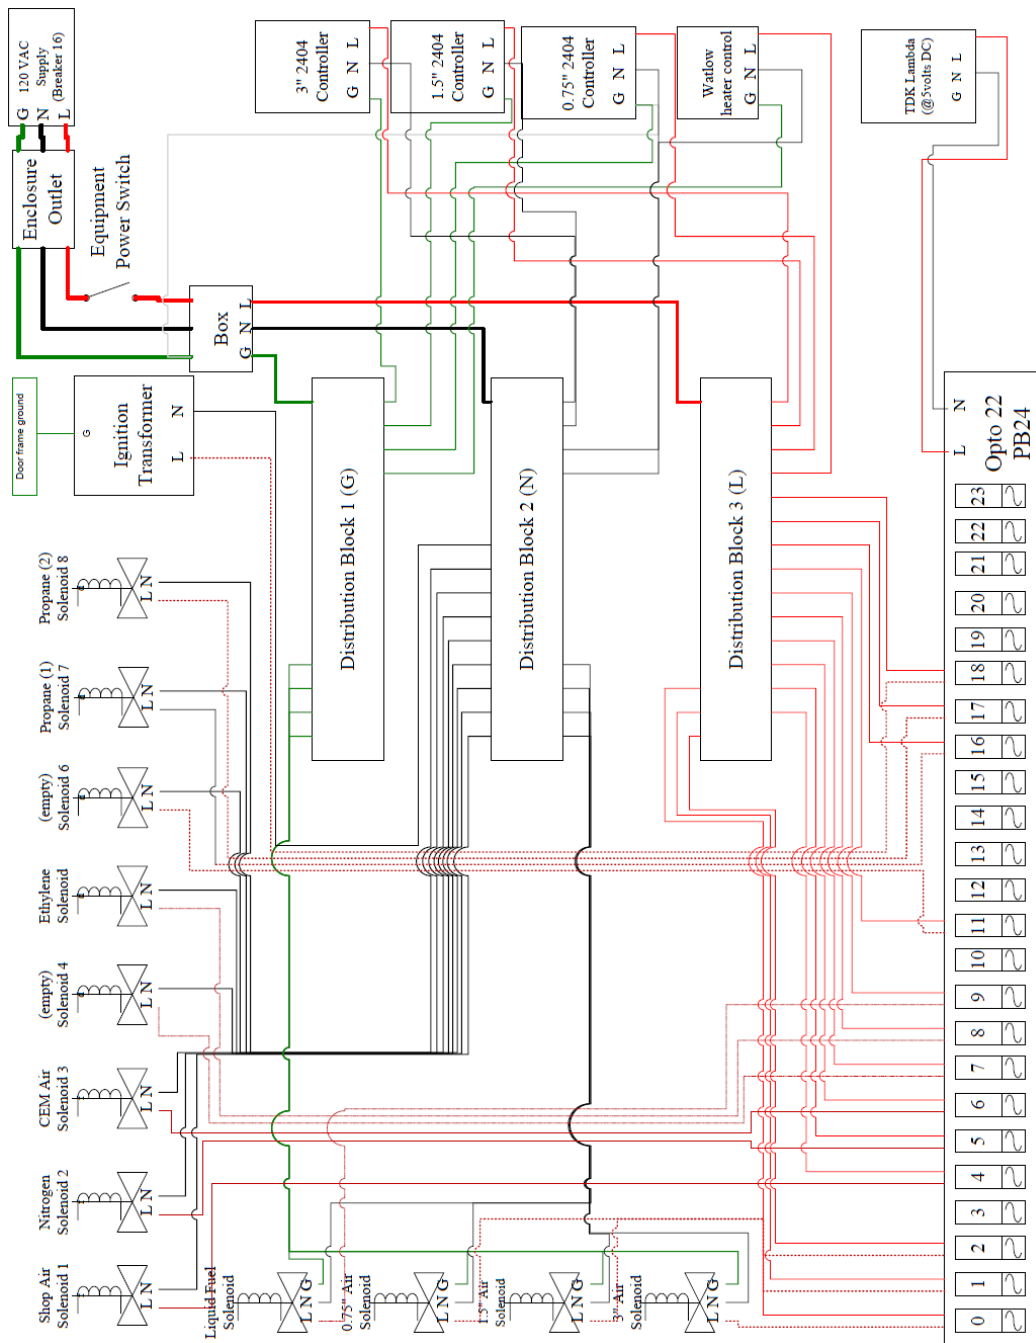 G N L
120 VAC
Supply
(Breaker 16)
Enclosure
Outlet
Equipment
Power Switch
Box
G N L
3" 2404
Controller
G N L
1.5" 2404
Controller
G N L
0.75" 2404
Controller
G N L
Watlow
heater control
G N L
TDK Lambda
(@5volts DC)
G N L
Door frame ground
G
Ignition
Transformer
L N
Distribution Block 1 (G)
Distribution Block 2 (N)
Distribution Block 3 (L)
L N
Opto 22
PB24
Shop Air
Solenoid 1
L N
Nitrogen
Solenoid 2
L N
CEM Air
Solenoid 3
L N
(empty)
Solenoid 4
L N
Ethylene
Solenoid
L N
(empty)
Solenoid 6
L N
Propane (1)
Solenoid 7
L N
Propane (2)
Solenoid 8
L N
Liquid Fuel
Solenoid
L N G
0.75" Air
Solenoid
L N G
1.5" Air
Solenoid
L N G
3" Air
Solenoid
L N G
0
1
2
3
4
5
6
7
8
9
10
11
12
13
14
15
16
17
18
19
20
21
22
23